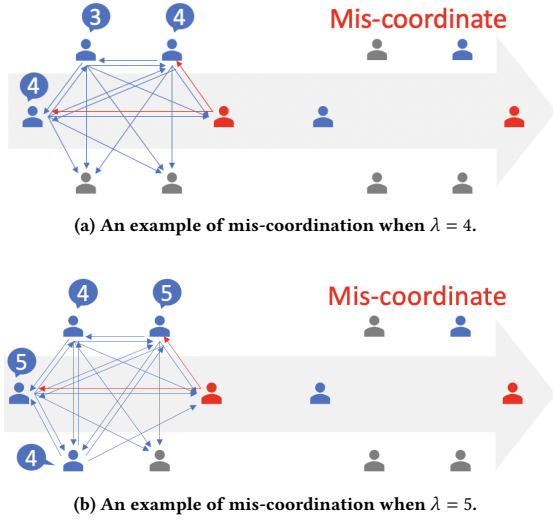 3
4
Mis-coordinate
4
(a) An example of mis-coordination when λ = 4.
4
5
Mis-coordinate
5
4
(b) An example of mis-coordination when λ = 5.